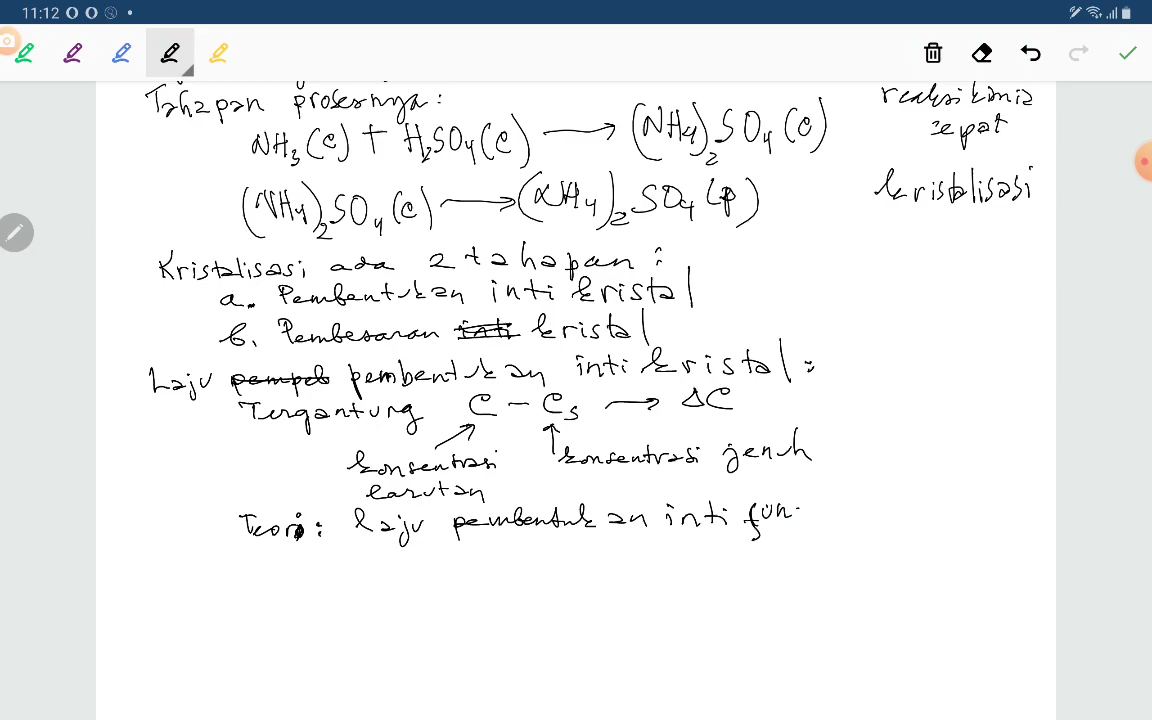 11:12
Tahapan prosesnya:
reaksi kimia
cepat
NH3(c) + H2SO4(c) → (NH4)2SO4(c)
(NH4)2SO4(c) → (NH4)2SO4(p)
kristalisasi
Kristalisasi ada 2 tahapan:
a. Pembentukan inti kristal
b. Pembesaran inti kristal
Laju pembentukan inti kristal:
Tergantung C - Cs → ΔC
konsentrasi
larutan
konsentrasi jenuh
Teori: laju pembentukan inti fun